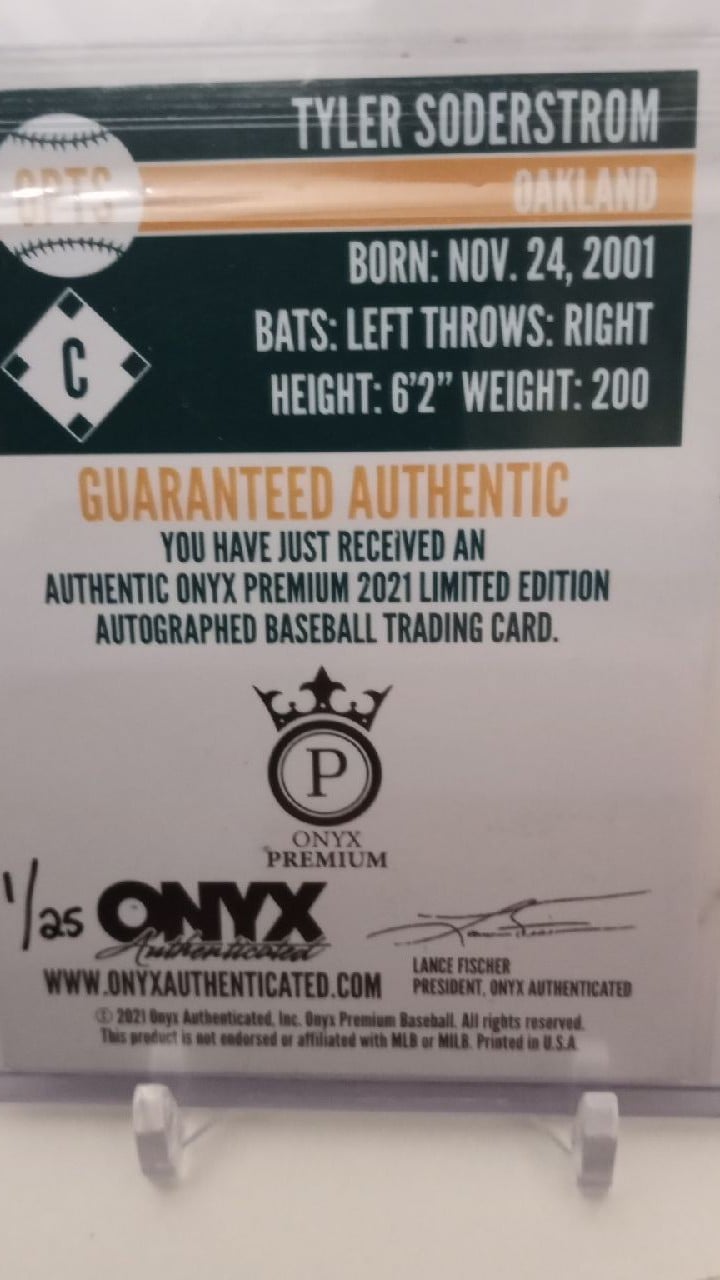 TYLER SODERSTROM
OPTS
OAKLAND
BORN: NOV. 24, 2001
BATS: LEFT THROWS: RIGHT
C
HEIGHT: 6'2" WEIGHT: 200
GUARANTEED AUTHENTIC
YOU HAVE JUST RECEIVED AN
AUTHENTIC ONYX PREMIUM 2021 LIMITED EDITION
AUTOGRAPHED BASEBALL TRADING CARD.
P
ONYX
PREMIUM
1/25
ONYX
Authenticated
WWW.ONYXAUTHENTICATED.COM
LANCE FISCHER
PRESIDENT, ONYX AUTHENTICATED
© 2021 Onyx Authenticated, Inc. Onyx Premium Baseball. All rights reserved.
This product is not endorsed or affiliated with MLB or MILB. Printed in U.S.A